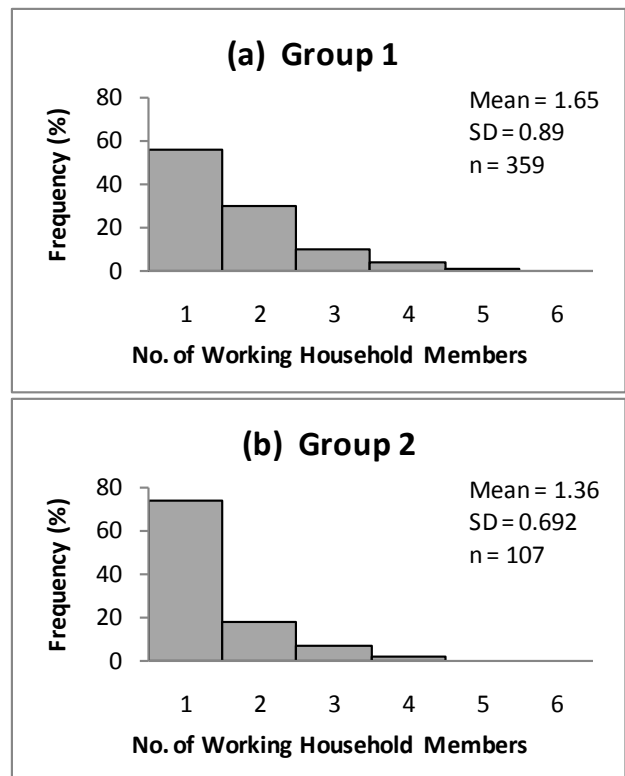 (a) Group 1
Mean = 1.65
SD = 0.89
n = 359
Frequency (%)
80
60
40
20
0
1 2 3 4 5 6
No. of Working Household Members
(b) Group 2
Mean = 1.36
SD = 0.692
n = 107
Frequency (%)
80
60
40
20
0
1 2 3 4 5 6
No. of Working Household Members